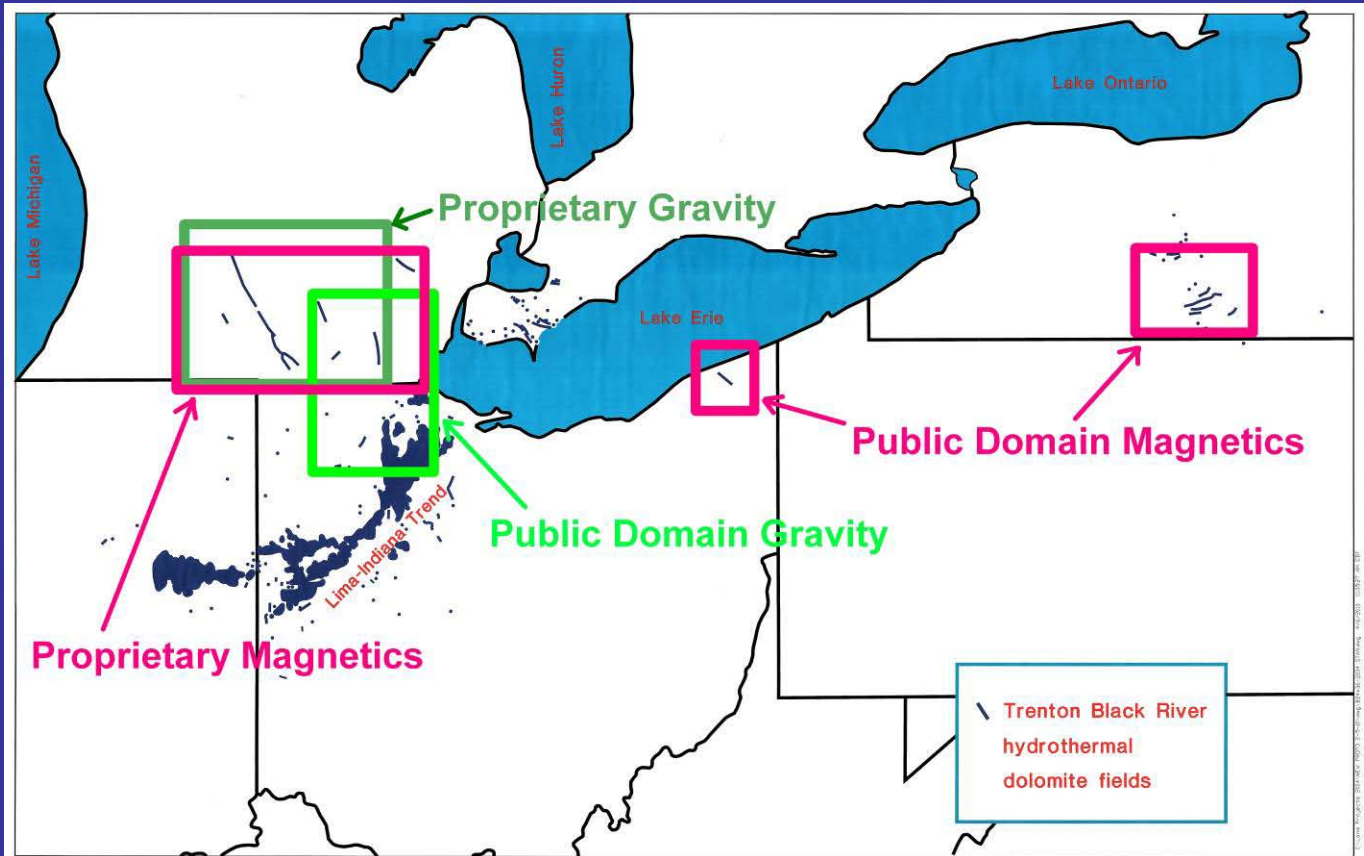 Lake Michigan
Lake Huron
Lake Ontario
Proprietary Gravity
Lake Erie
Public Domain Magnetics
Lima-Indiana Trend
Public Domain Gravity
Proprietary Magnetics
Trenton Black River
hydrothermal
dolomite fields